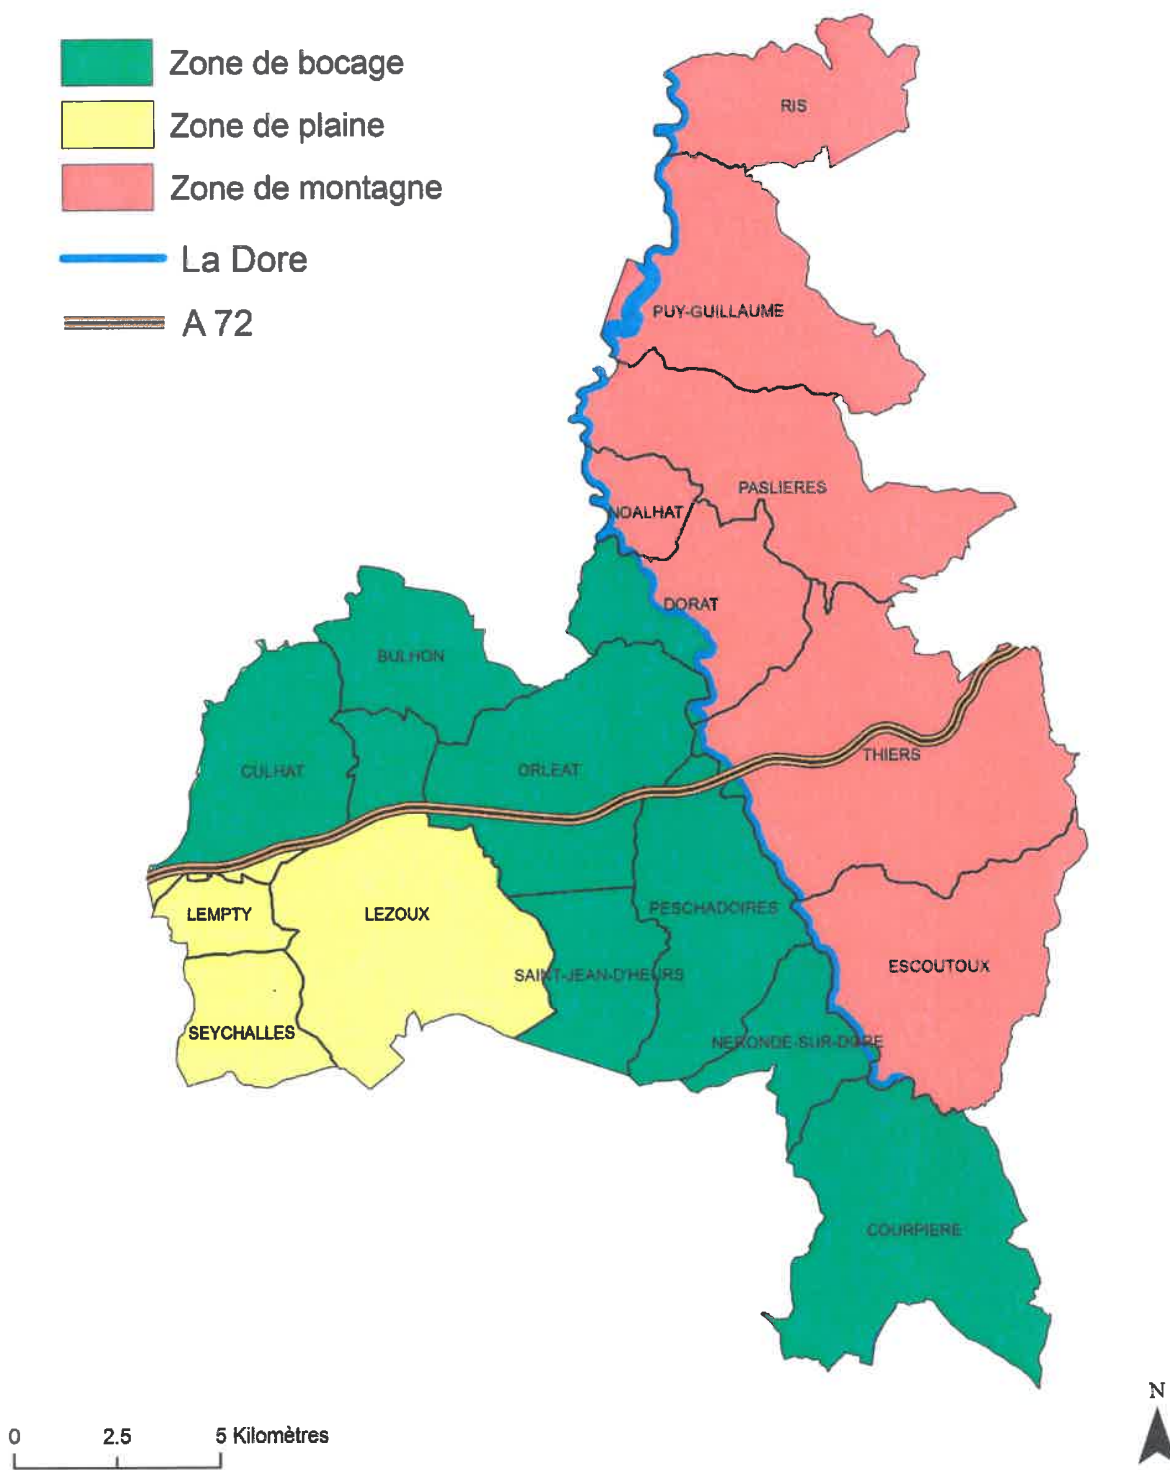 Zone de bocage
Zone de plaine
Zone de montagne
La Dore
A 72
RIS
PUY-GUILLAUME
PASLIERES
NOALHAT
DORAT
BULHON
THIERS
CULHAT
ORLEAT
PESCHADOIRES
LEMPTY
LEZOUX
ESCOUTOUX
SAINT-JEAN-D'HEURS
SEYCHALLES
NERONDE-SUR-DORE
COURPIERE
N
0 2.5 5 Kilomètres